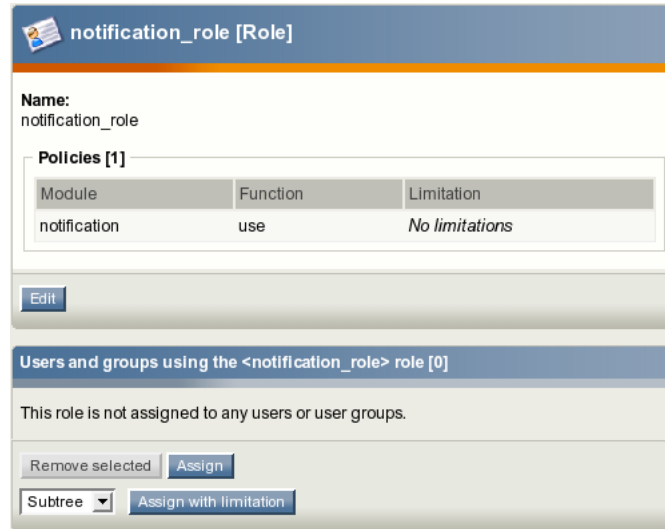 notification_role [Role]
Name:
notification_role
Policies [1]
Module Function Limitation
notification use No limitations
Edit
Users and groups using the <notification_role> role [0]
This role is not assigned to any users or user groups.
Remove selected Assign
Subtree Assign with limitation